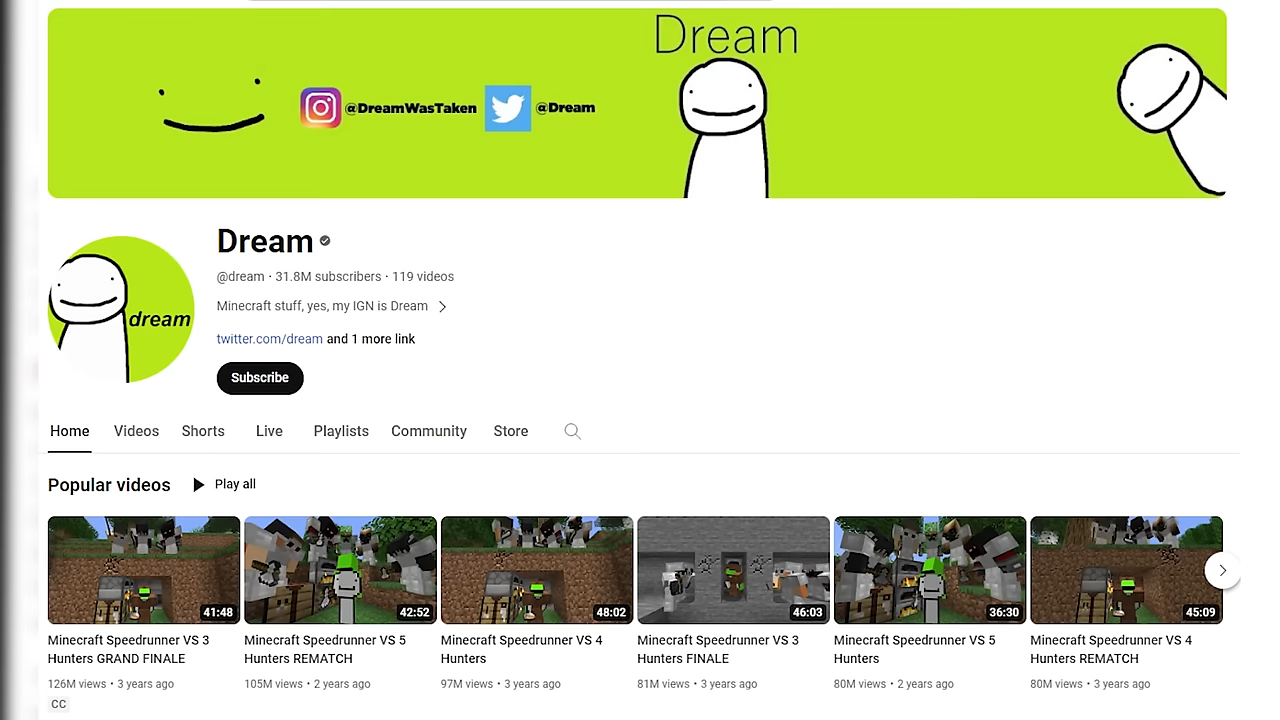 Dream
@DreamWasTaken @Dream
dream
Dream
@dream · 31.8M subscribers · 119 videos
Minecraft stuff, yes, my IGN is Dream
twitter.com/dream and 1 more link
Subscribe
Home Videos Shorts Live Playlists Community Store
Popular videos Play all
41:48 42:52 48:02 46:03 36:30 45:09
Minecraft Speedrunner VS 3 Hunters GRAND FINALE
126M views • 3 years ago
CC
Minecraft Speedrunner VS 5 Hunters REMATCH
105M views • 2 years ago
Minecraft Speedrunner VS 4 Hunters
97M views • 3 years ago
Minecraft Speedrunner VS 3 Hunters FINALE
81M views • 3 years ago
Minecraft Speedrunner VS 5 Hunters
80M views • 2 years ago
Minecraft Speedrunner VS 4 Hunters REMATCH
80M views • 3 years ago